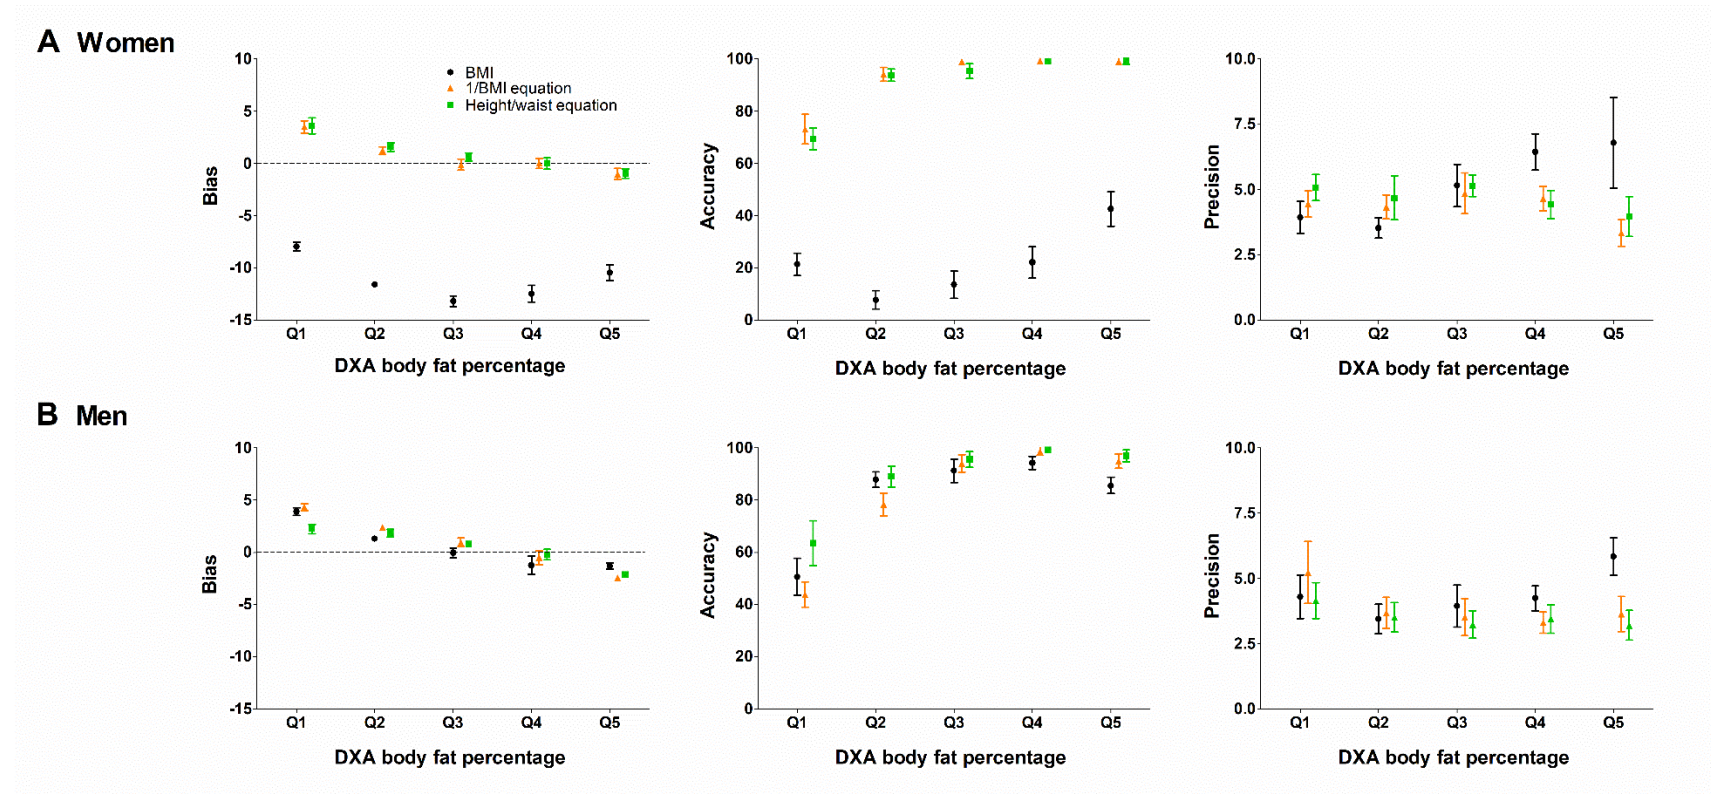 A Women
10
5
0
-5
-10
-15
Bias
BMI
1/BMI equation
Height/waist equation
Q1 Q2 Q3 Q4 Q5
DXA body fat percentage
100
80
60
40
20
0
Accuracy
Q1 Q2 Q3 Q4 Q5
DXA body fat percentage
10.0
7.5
5.0
2.5
0.0
Precision
Q1 Q2 Q3 Q4 Q5
DXA body fat percentage
B Men
10
5
0
-5
-10
-15
Bias
Q1 Q2 Q3 Q4 Q5
DXA body fat percentage
100
80
60
40
20
0
Accuracy
Q1 Q2 Q3 Q4 Q5
DXA body fat percentage
10.0
7.5
5.0
2.5
0.0
Precision
Q1 Q2 Q3 Q4 Q5
DXA body fat percentage